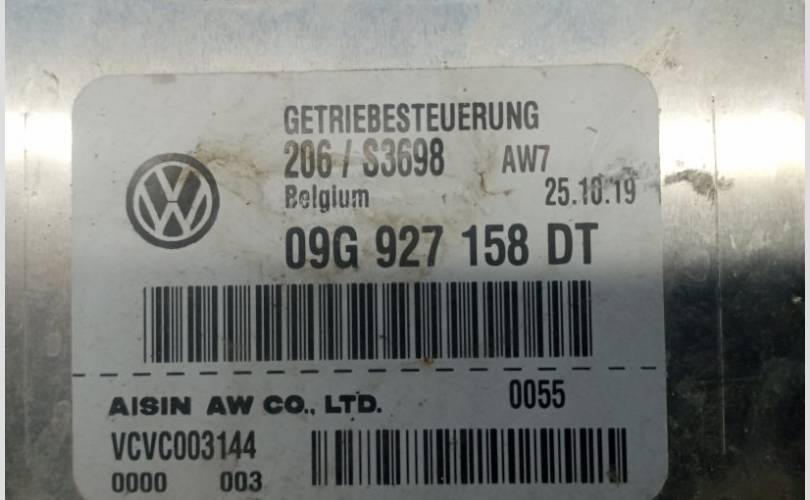 GETRIEBESTEUERUNG
206 / S3698 AW7
Belgium 25.10.19
09G 927 158 DT
AISIN AW CO., LTD. 0055
VCVC003144
0000 003